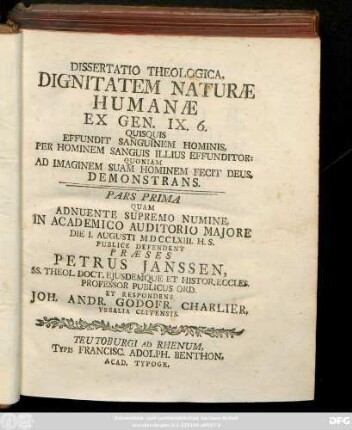 DISSERTATIO THEOLOGICA,
DIGNITATEM NATURÆ
HUMANÆ
EX GEN. IX. 6.
QUISQUIS
EFFUNDIT SANGUINEM HOMINIS,
PER HOMINEM SANGUIS ILLIUS EFFUNDITOR:
QUONIAM
AD IMAGINEM SUAM HOMINEM FECIT DEUS,
DEMONSTRANS.
PARS PRIMA
QUAM
ADNUENTE SUPREMO NUMINE,
IN ACADEMICO AUDITORIO MAJORE
DIE I. AUGUSTI MDCCLXIII. H. S.
PUBLICE DEFENDENT
PRÆSES
PETRUS JANSSEN,
SS. THEOL. DOCT. EJUSDEMQUE ET HISTOR. ECCLES.
PROFESSOR PUBLICUS ORD.
ET RESPONDENS
JOH. ANDR. GODOFR. CHARLIER,
CLIVENSIS.
TEUTOBURGI AD RHENUM,
TYPIS FRANCISC. ADOLPH. BENTHON,
ACAD. TYPOGR.
DFG